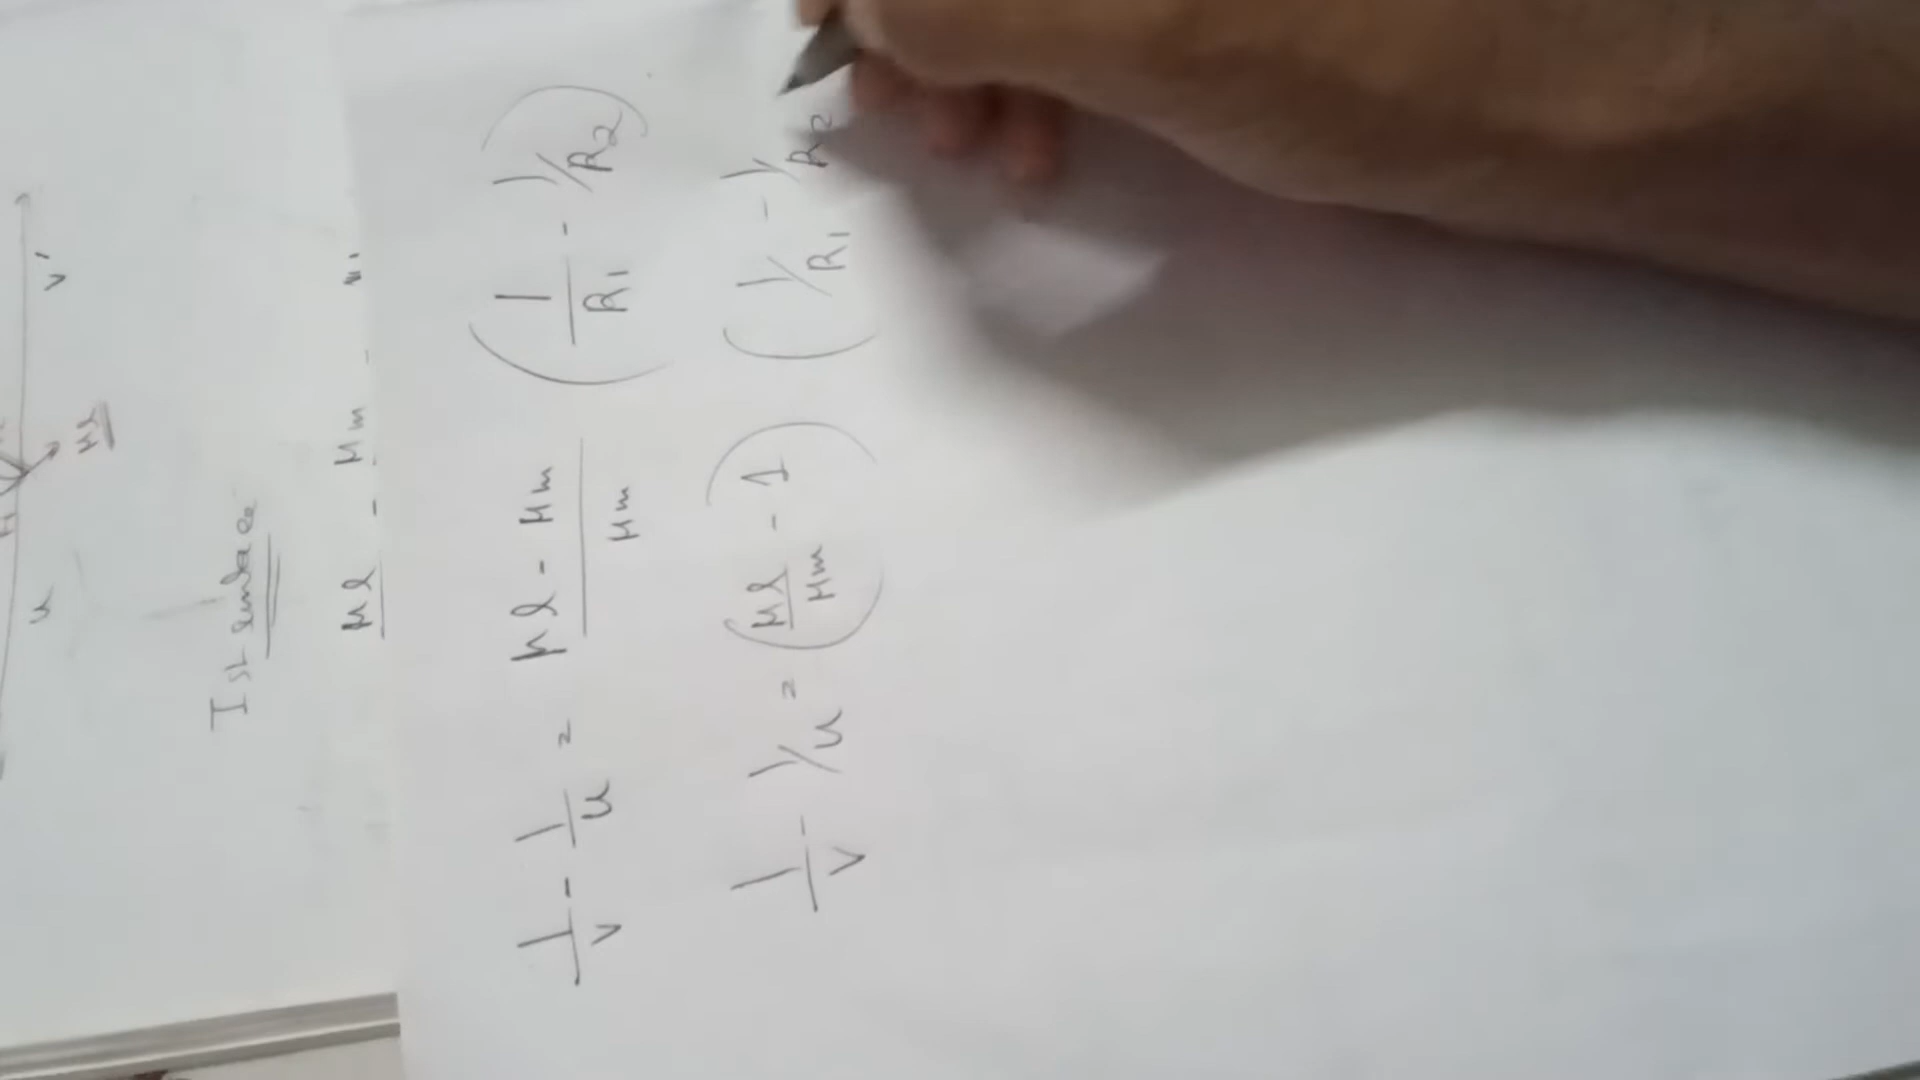 u v'
μl
Ist surface
μl - μm -
1/v - 1/u = μl - μm/μm (1/R1 - 1/R2)
1/v - 1/u = (μl/μm - 1) (1/R1 - 1/R2